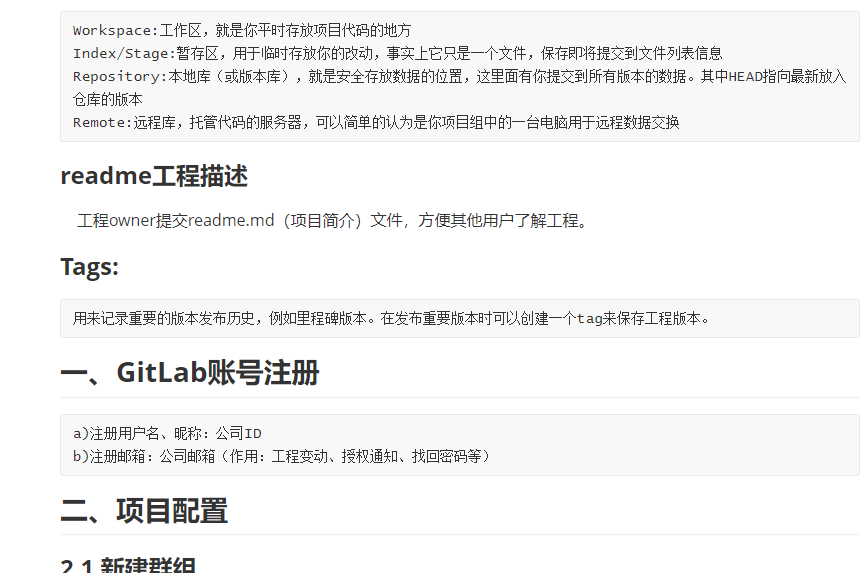 Workspace:工作区，就是你平时存放项目代码的地方
Index/Stage:暂存区，用于临时存放你的改动，事实上它只是一个文件，保存即将提交到文件列表信息
Repository:本地库（或版本库），就是安全存放数据的位置，这里面有你提交到所有版本的数据。其中HEAD指向最新放入
仓库的版本
Remote:远程库，托管代码的服务器，可以简单的认为是你项目组中的一台电脑用于远程数据交换
readme工程描述
工程owner提交readme.md（项目简介）文件，方便其他用户了解工程。
Tags:
用来记录重要的版本发布历史，例如里程碑版本。在发布重要版本时可以创建一个tag来保存工程版本。
一、GitLab账号注册
a)注册用户名、昵称：公司ID
b)注册邮箱：公司邮箱（作用：工程变动、授权通知、找回密码等）
二、项目配置
2.1 新建群组